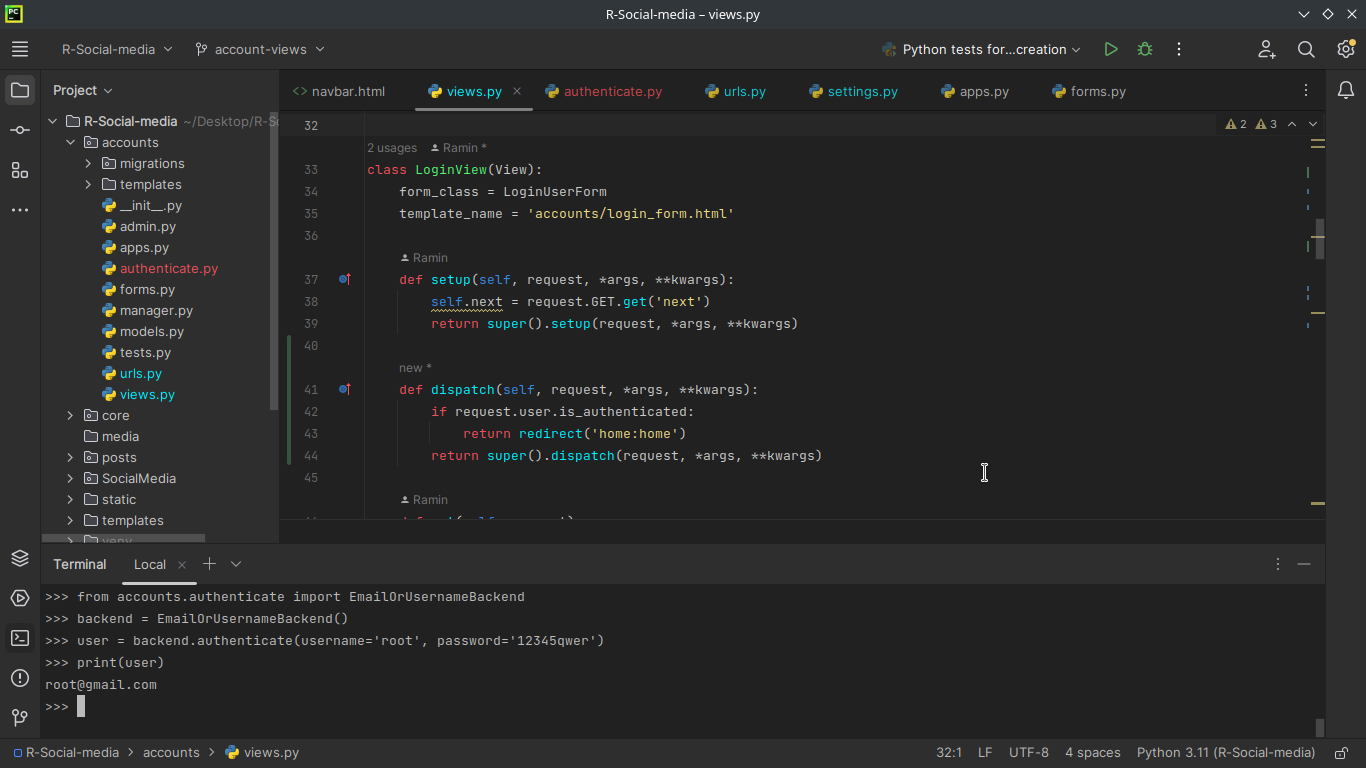 R-Social-media – views.py
R-Social-media
account-views
Python tests for...creation
Project
navbar.html
views.py
authenticate.py
urls.py
settings.py
apps.py
forms.py
R-Social-media ~/Desktop/R-S
accounts
migrations
templates
__init__.py
admin.py
apps.py
authenticate.py
forms.py
manager.py
models.py
tests.py
urls.py
views.py
core
media
posts
SocialMedia
static
templates
venv
2 3
32
2 usages Ramin *
33 class LoginView(View):
34 form_class = LoginUserForm
35 template_name = 'accounts/login_form.html'
36
Ramin
37 def setup(self, request, *args, **kwargs):
38 self.next = request.GET.get('next')
39 return super().setup(request, *args, **kwargs)
40
new *
41 def dispatch(self, request, *args, **kwargs):
42 if request.user.is_authenticated:
43 return redirect('home:home')
44 return super().dispatch(request, *args, **kwargs)
45
Ramin
Terminal
Local
>>> from accounts.authenticate import EmailOrUsernameBackend
>>> backend = EmailOrUsernameBackend()
>>> user = backend.authenticate(username='root', password='12345qwer')
>>> print(user)
root@gmail.com
>>>
R-Social-media > accounts > views.py
32:1 LF UTF-8 4 spaces Python 3.11 (R-Social-media)